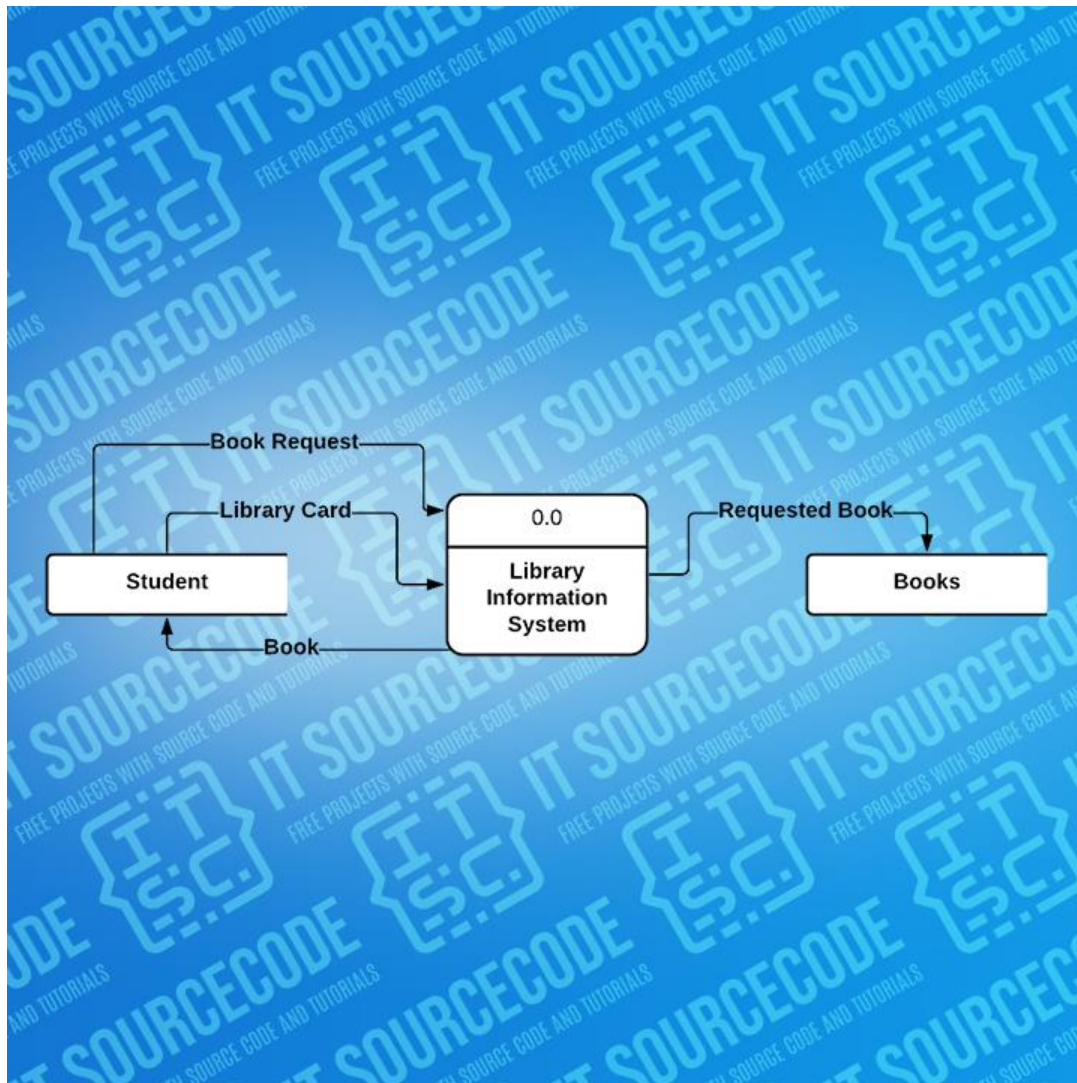 IT SOURCECODE
FREE PROJECTS WITH SOURCE CODE AND TUTORIALS
ITSC
Book Request
Library Card
0.0
Requested Book
Student
Library
Information
System
Books
Book